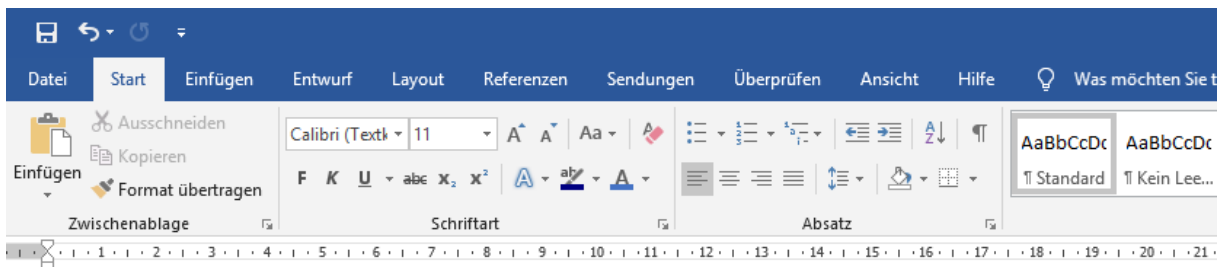 Datei Start Einfügen Entwurf Layout Referenzen Sendungen Überprüfen Ansicht Hilfe Was möchten Sie t
Ausschneiden
Kopieren
Format übertragen
Einfügen
Zwischenablage
Calibri (Textk 11 A A Aa
F K U abc x₂ x² A ab A
Schriftart
A Z ¶
Absatz
AaBbCcDc AaBbCcDc
¶ Standard ¶ Kein Lee...
1 2 3 4 5 6 7 8 9 10 11 12 13 14 15 16 17 18 19 20 21